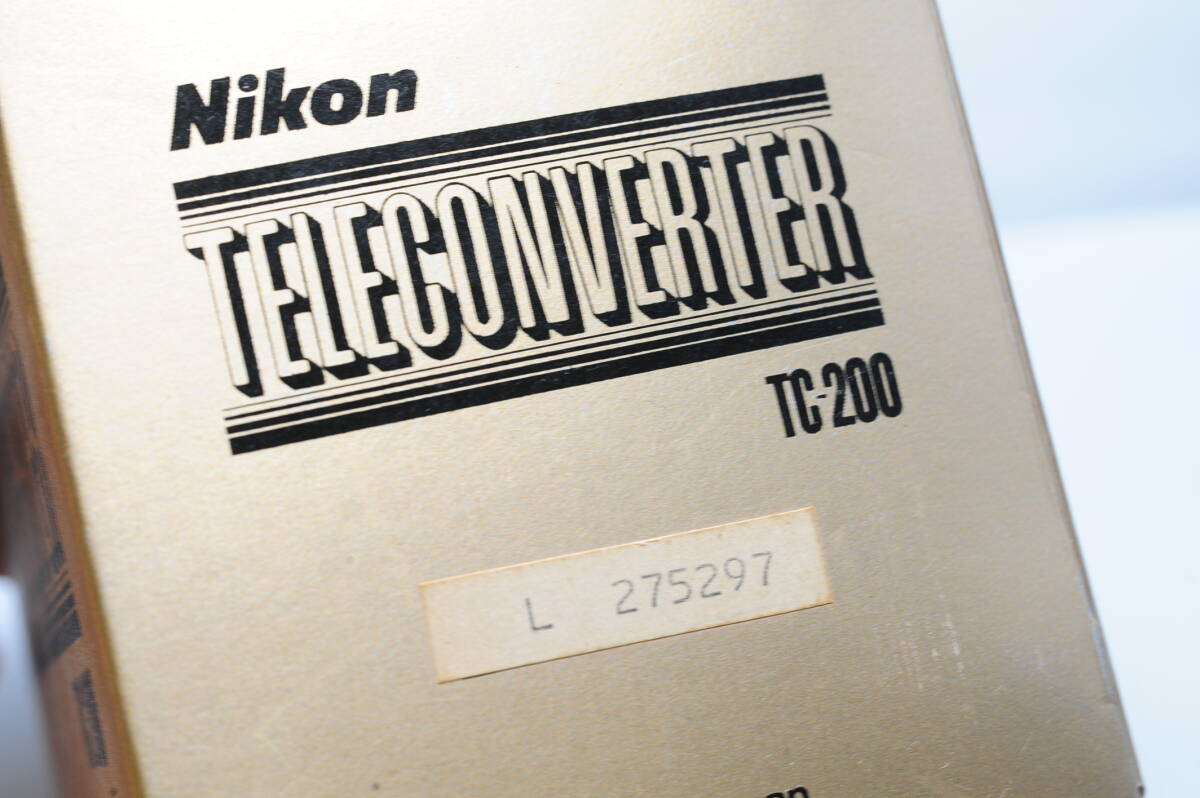 Nikon
TELECONVERTER
TC-200
L 275297